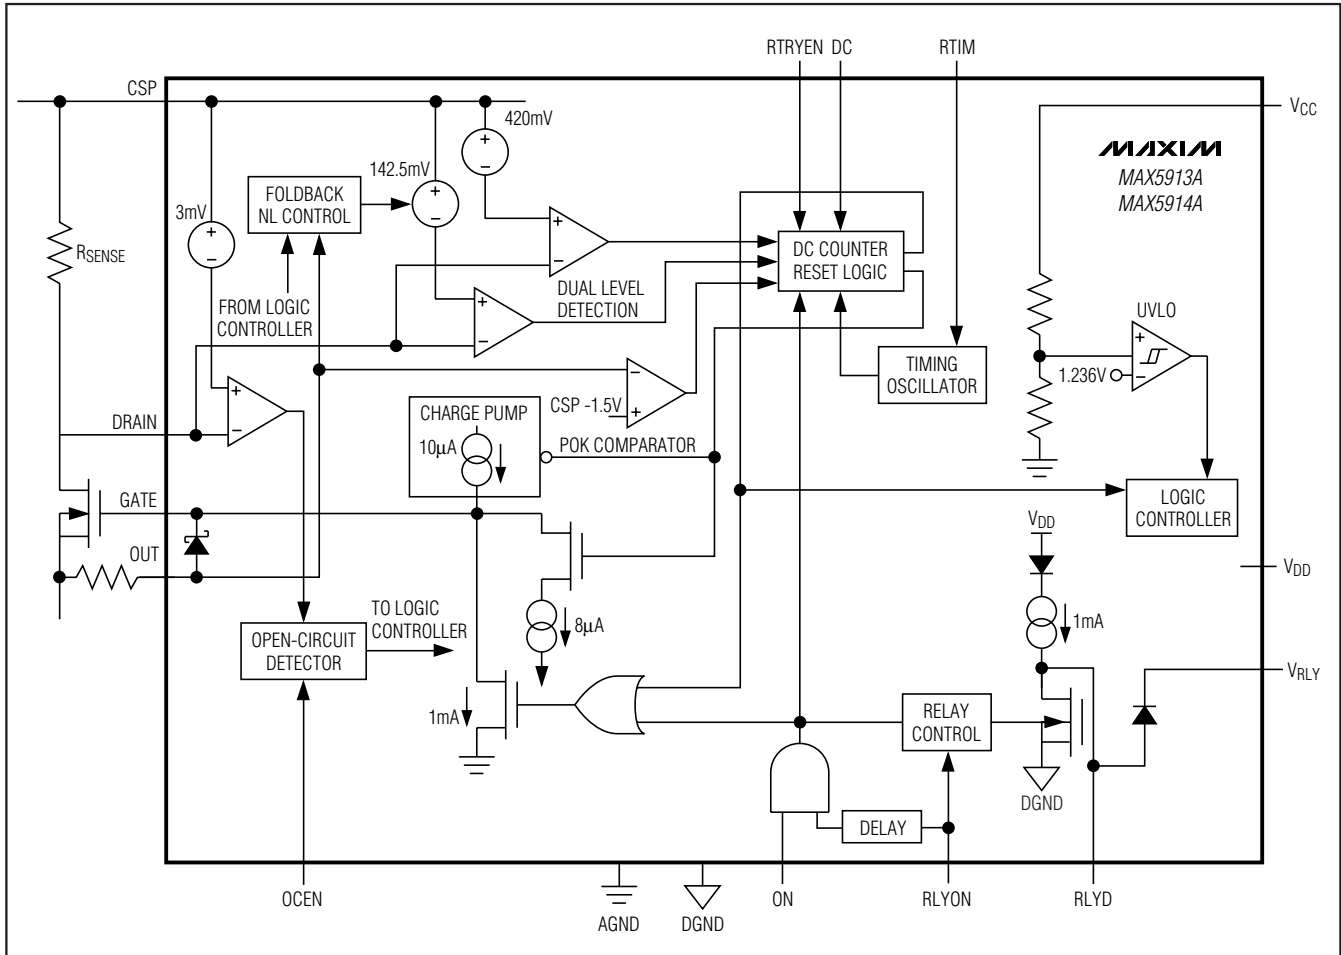 RTRYEN DC RTIM
CSP
420mV
VCC
MAXIM
MAX5913A
MAX5914A
142.5mV
FOLDBACK
NL CONTROL
3mV
RSENSE
DC COUNTER
RESET LOGIC
FROM LOGIC
CONTROLLER
DUAL LEVEL
DETECTION
UVLO
TIMING
OSCILLATOR
1.236V
CSP -1.5V
DRAIN
CHARGE PUMP
10µA
POK COMPARATOR
GATE
LOGIC
CONTROLLER
VDD
OUT
VDD
TO LOGIC
CONTROLLER
OPEN-CIRCUIT
DETECTOR
8µA
1mA
VRLY
1mA
RELAY
CONTROL
DGND
DELAY
OCEN
AGND
DGND
ON
RLYON
RLYD
+
−
+
−
+
−
+
−
+
−
−
+
+
−
+
−